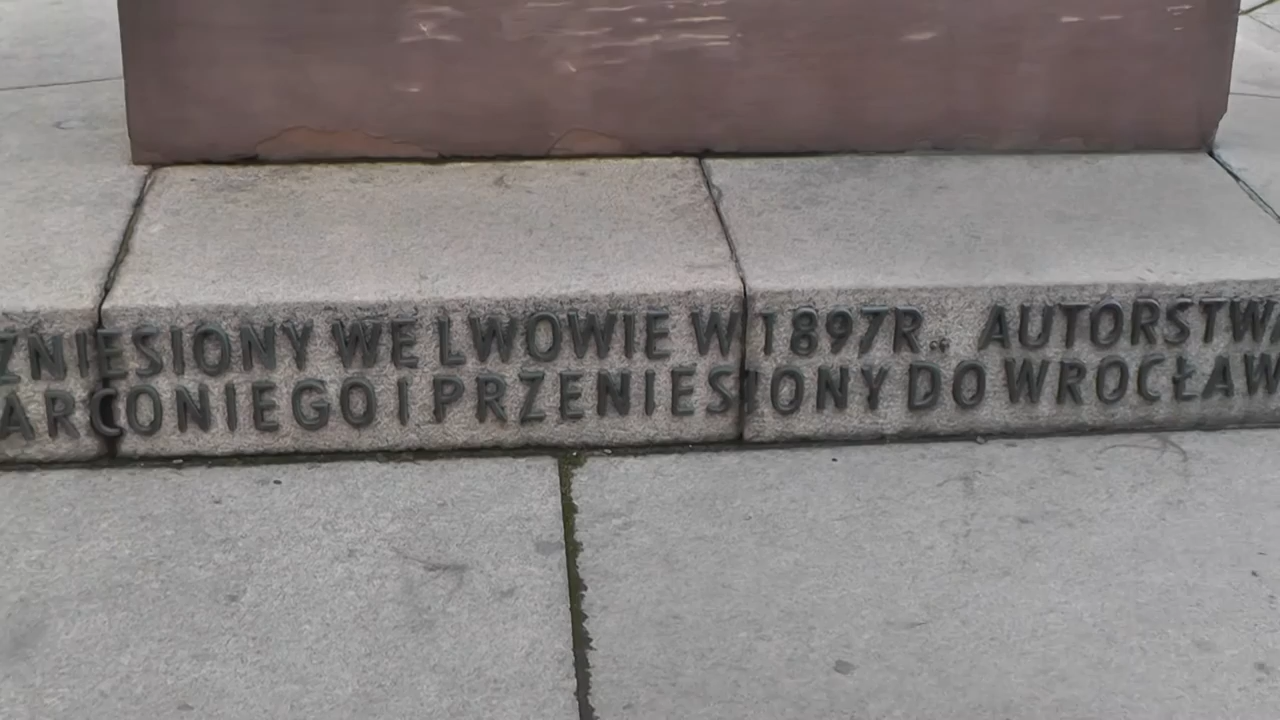 ZNIESIONY WE LWOWIE W 1897R., AUTORSTWA
ARCONIEGO I PRZENIESIONY DO WROCŁAW